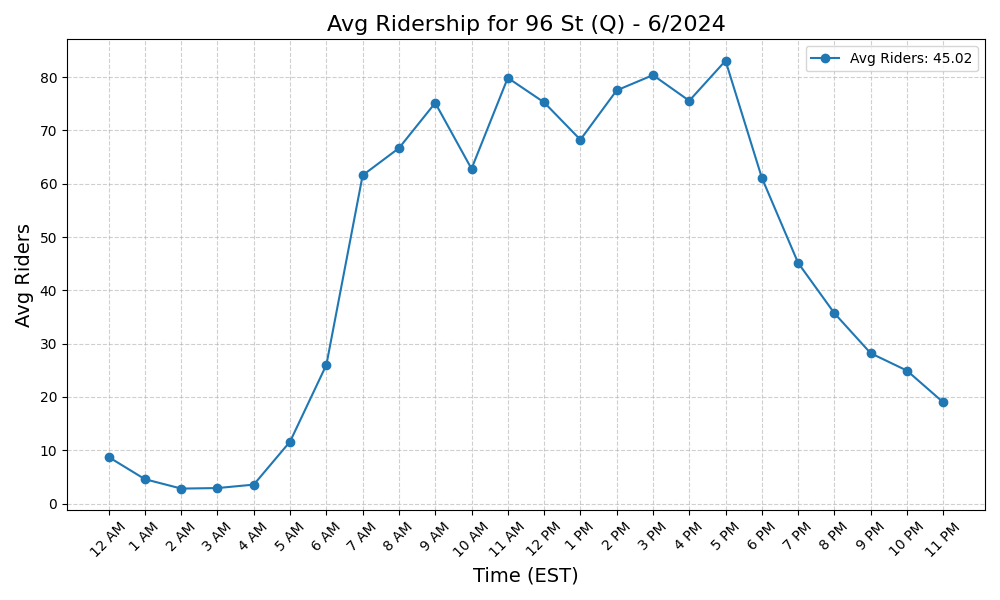 Avg Ridership for 96 St (Q) - 6/2024
Avg Riders: 45.02
Avg Riders
80
70
60
50
40
30
20
10
0
12 AM
1 AM
2 AM
3 AM
4 AM
5 AM
6 AM
7 AM
8 AM
9 AM
10 AM
11 AM
12 PM
1 PM
2 PM
3 PM
4 PM
5 PM
6 PM
7 PM
8 PM
9 PM
10 PM
11 PM
Time (EST)